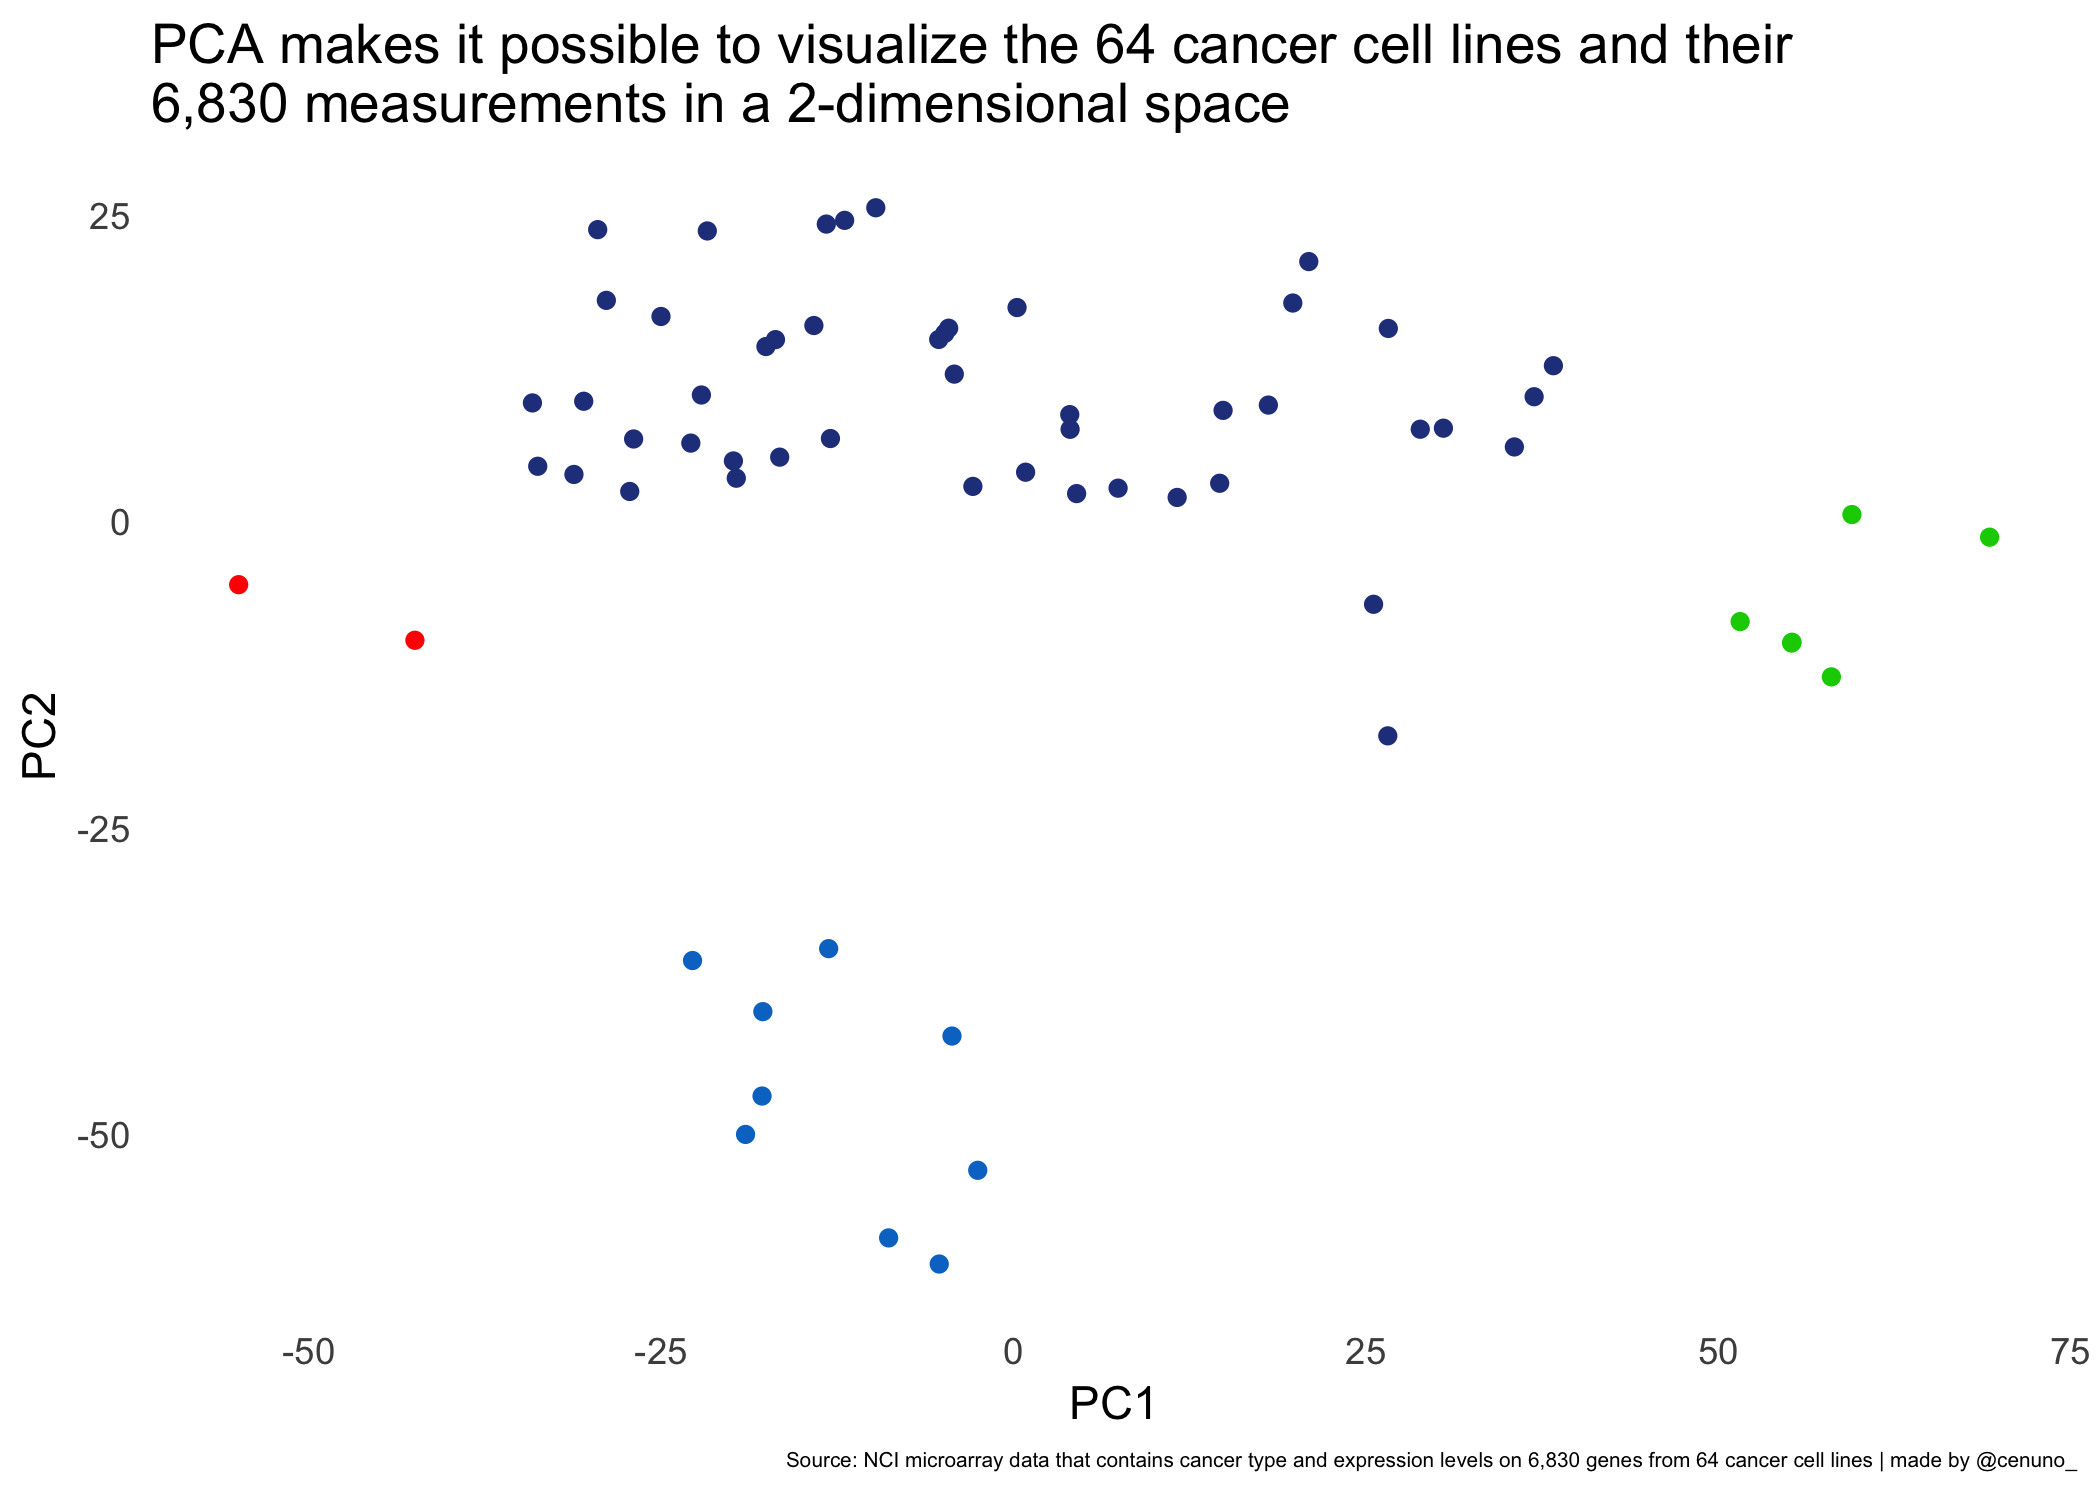 PCA makes it possible to visualize the 64 cancer cell lines and their
6,830 measurements in a 2-dimensional space
25
0
-25
-50
PC2
-50 -25 0 25 50 75
PC1
Source: NCI microarray data that contains cancer type and expression levels on 6,830 genes from 64 cancer cell lines | made by @cenuno_